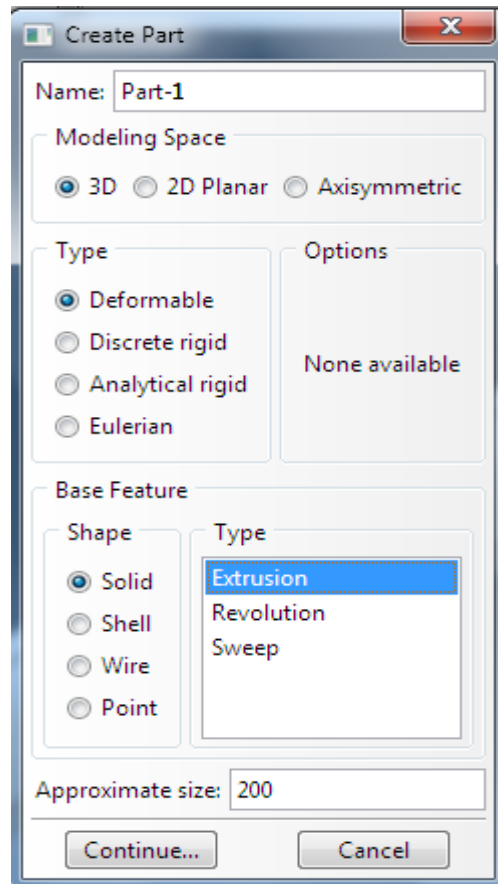 Create Part
Name: Part-1
Modeling Space
3D 2D Planar Axisymmetric
Type
Deformable
Discrete rigid
Analytical rigid
Eulerian
Options
None available
Base Feature
Shape
Solid
Shell
Wire
Point
Type
Extrusion
Revolution
Sweep
Approximate size: 200
Continue... Cancel